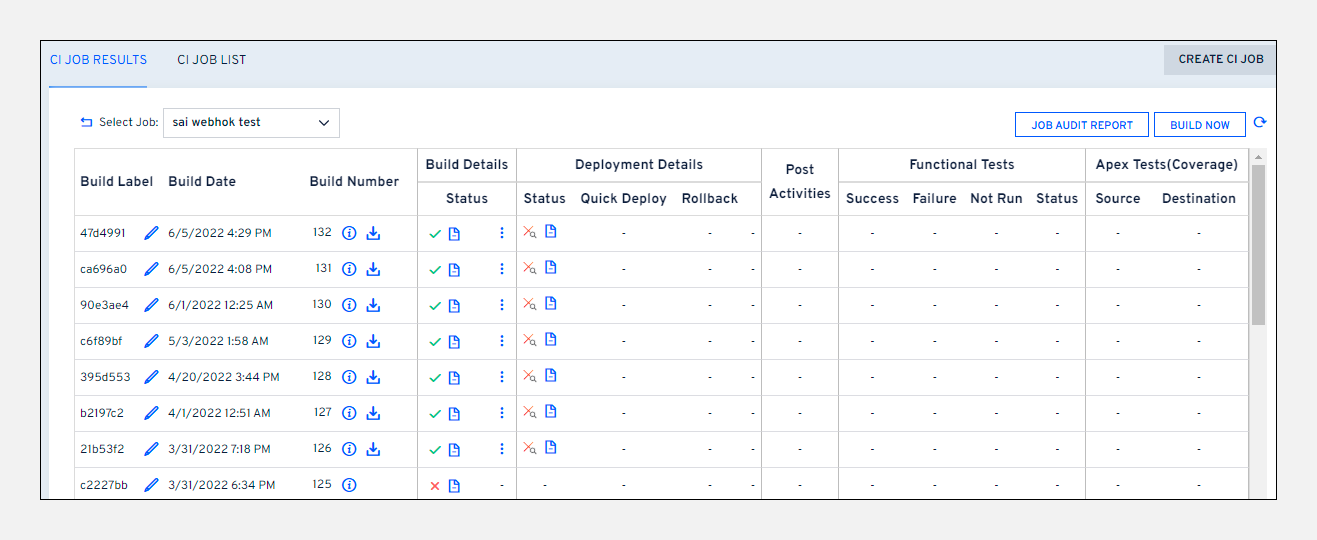 CI JOB RESULTS CI JOB LIST CREATE CI JOB
Select Job: sai webhok test JOB AUDIT REPORT BUILD NOW
Build Label Build Date Build Number Build Details Deployment Details Post Activities Functional Tests Apex Tests(Coverage)
Status Status Quick Deploy Rollback Success Failure Not Run Status Source Destination
47d4991 6/5/2022 4:29 PM 132 - - - - - - - - - -
ca696a0 6/5/2022 4:08 PM 131 - - - - - - - - - -
90e3ae4 6/1/2022 12:25 AM 130 - - - - - - - - - -
c6f89bf 5/3/2022 1:58 AM 129 - - - - - - - - - -
395d553 4/20/2022 3:44 PM 128 - - - - - - - - - -
b2197c2 4/1/2022 12:51 AM 127 - - - - - - - - - -
21b53f2 3/31/2022 7:18 PM 126 - - - - - - - - - -
c2227bb 3/31/2022 6:34 PM 125 - - - - - - - - - - - -